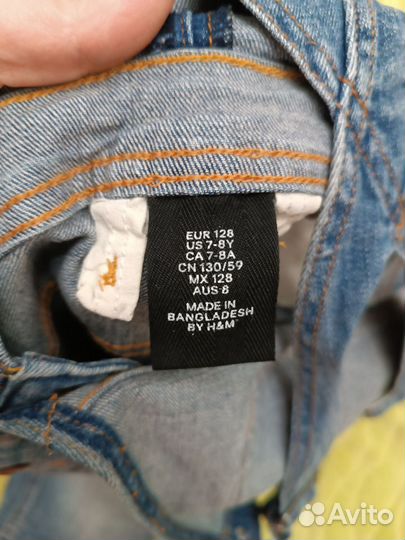 EUR 128
US 7-8Y
CA 7-8A
CN 130/59
MX 128
AUS 8
MADE IN
BANGLADESH
BY H&M
Avito